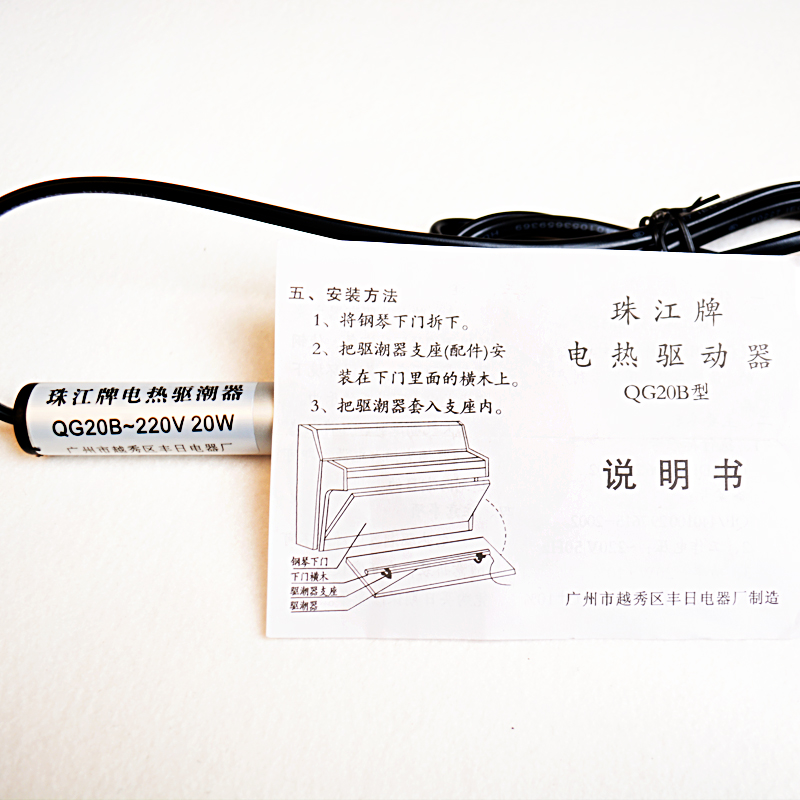 珠江牌电热驱潮器
QG20B~220V 20W
广州市越秀区丰日电器厂
五、安装方法
1、将钢琴下门拆下。
2、把驱潮器支座(配件)安
装在下门里面的横木上。
3、把驱潮器套入支座内。
钢琴下门
下门横木
驱潮器支座
驱潮器
珠江牌
电热驱动器
QG20B型
说明书
广州市越秀区丰日电器厂制造